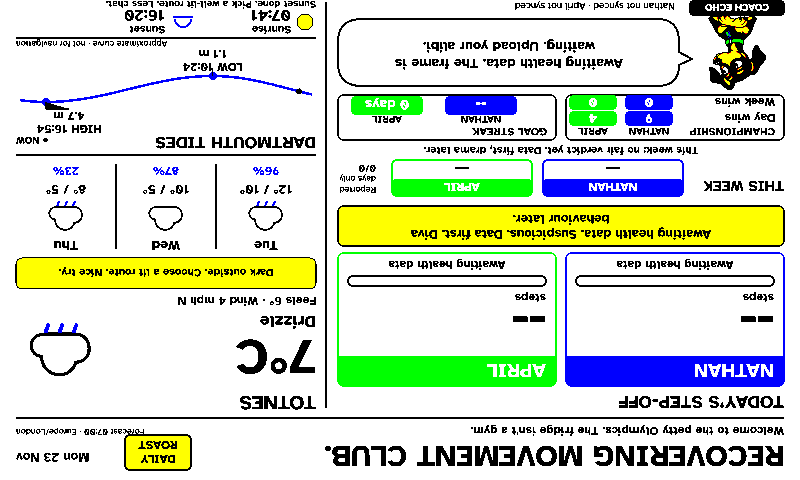 RECOVERING MOVEMENT CLUB.
DAILY
ROAST
Mon 23 Nov
Welcome to the petty Olympics. The fridge isn't a gym.
Forecast 07:00 · Europe/London
TODAY'S STEP-OFF
NATHAN
--
steps
Awaiting health data
APRIL
--
steps
Awaiting health data
Awaiting health data. Suspicious. Data first. Diva
behaviour later.
THIS WEEK
NATHAN
—
APRIL
—
Reported
days only
0/0
This week: no fair verdict yet. Data first, drama later.
CHAMPIONSHIP
NATHAN
APRIL
Day wins
9
4
Week wins
0
0
GOAL STREAK
NATHAN
--
APRIL
0 days
COACH ECHO
Awaiting health data. The frame is
waiting. Upload your alibi.
Nathan not synced · April not synced
TOTNES
7°C
Drizzle
Feels 6° · Wind 4 mph N
Dark outside. Choose a lit route. Nice try.
Tue
12° / 10°
96%
Wed
10° / 5°
87%
Thu
8° / 5°
23%
DARTMOUTH TIDES
• NOW
HIGH 16:54
4.7 m
LOW 10:24
1.1 m
Approximate curve · not for navigation
Sunrise
07:41
Sunset
16:20
Sunset done. Pick a well-lit route. Less chat.